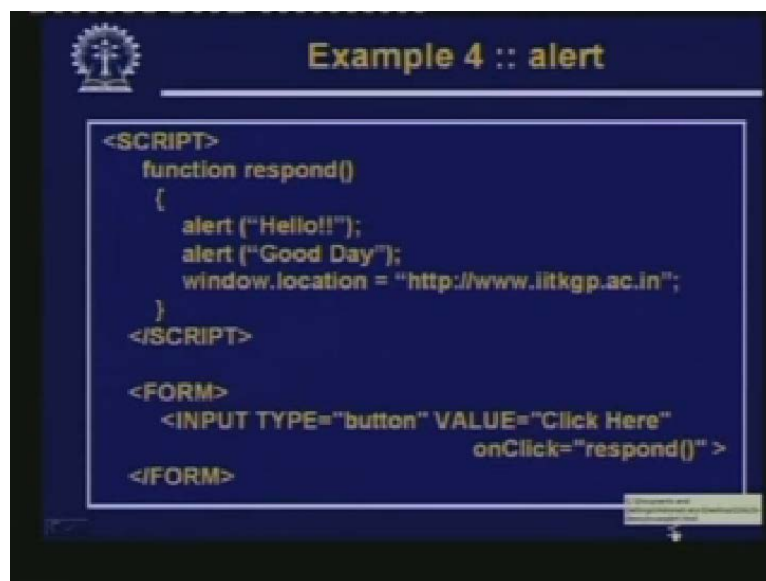 Example 4 :: alert
<SCRIPT>
function respond()
{
alert (“Hello!!”);
alert (“Good Day”);
window.location = “http://www.iitkgp.ac.in”;
}
</SCRIPT>
<FORM>
<INPUT TYPE="button" VALUE="Click Here"
onClick="respond()" >
</FORM>